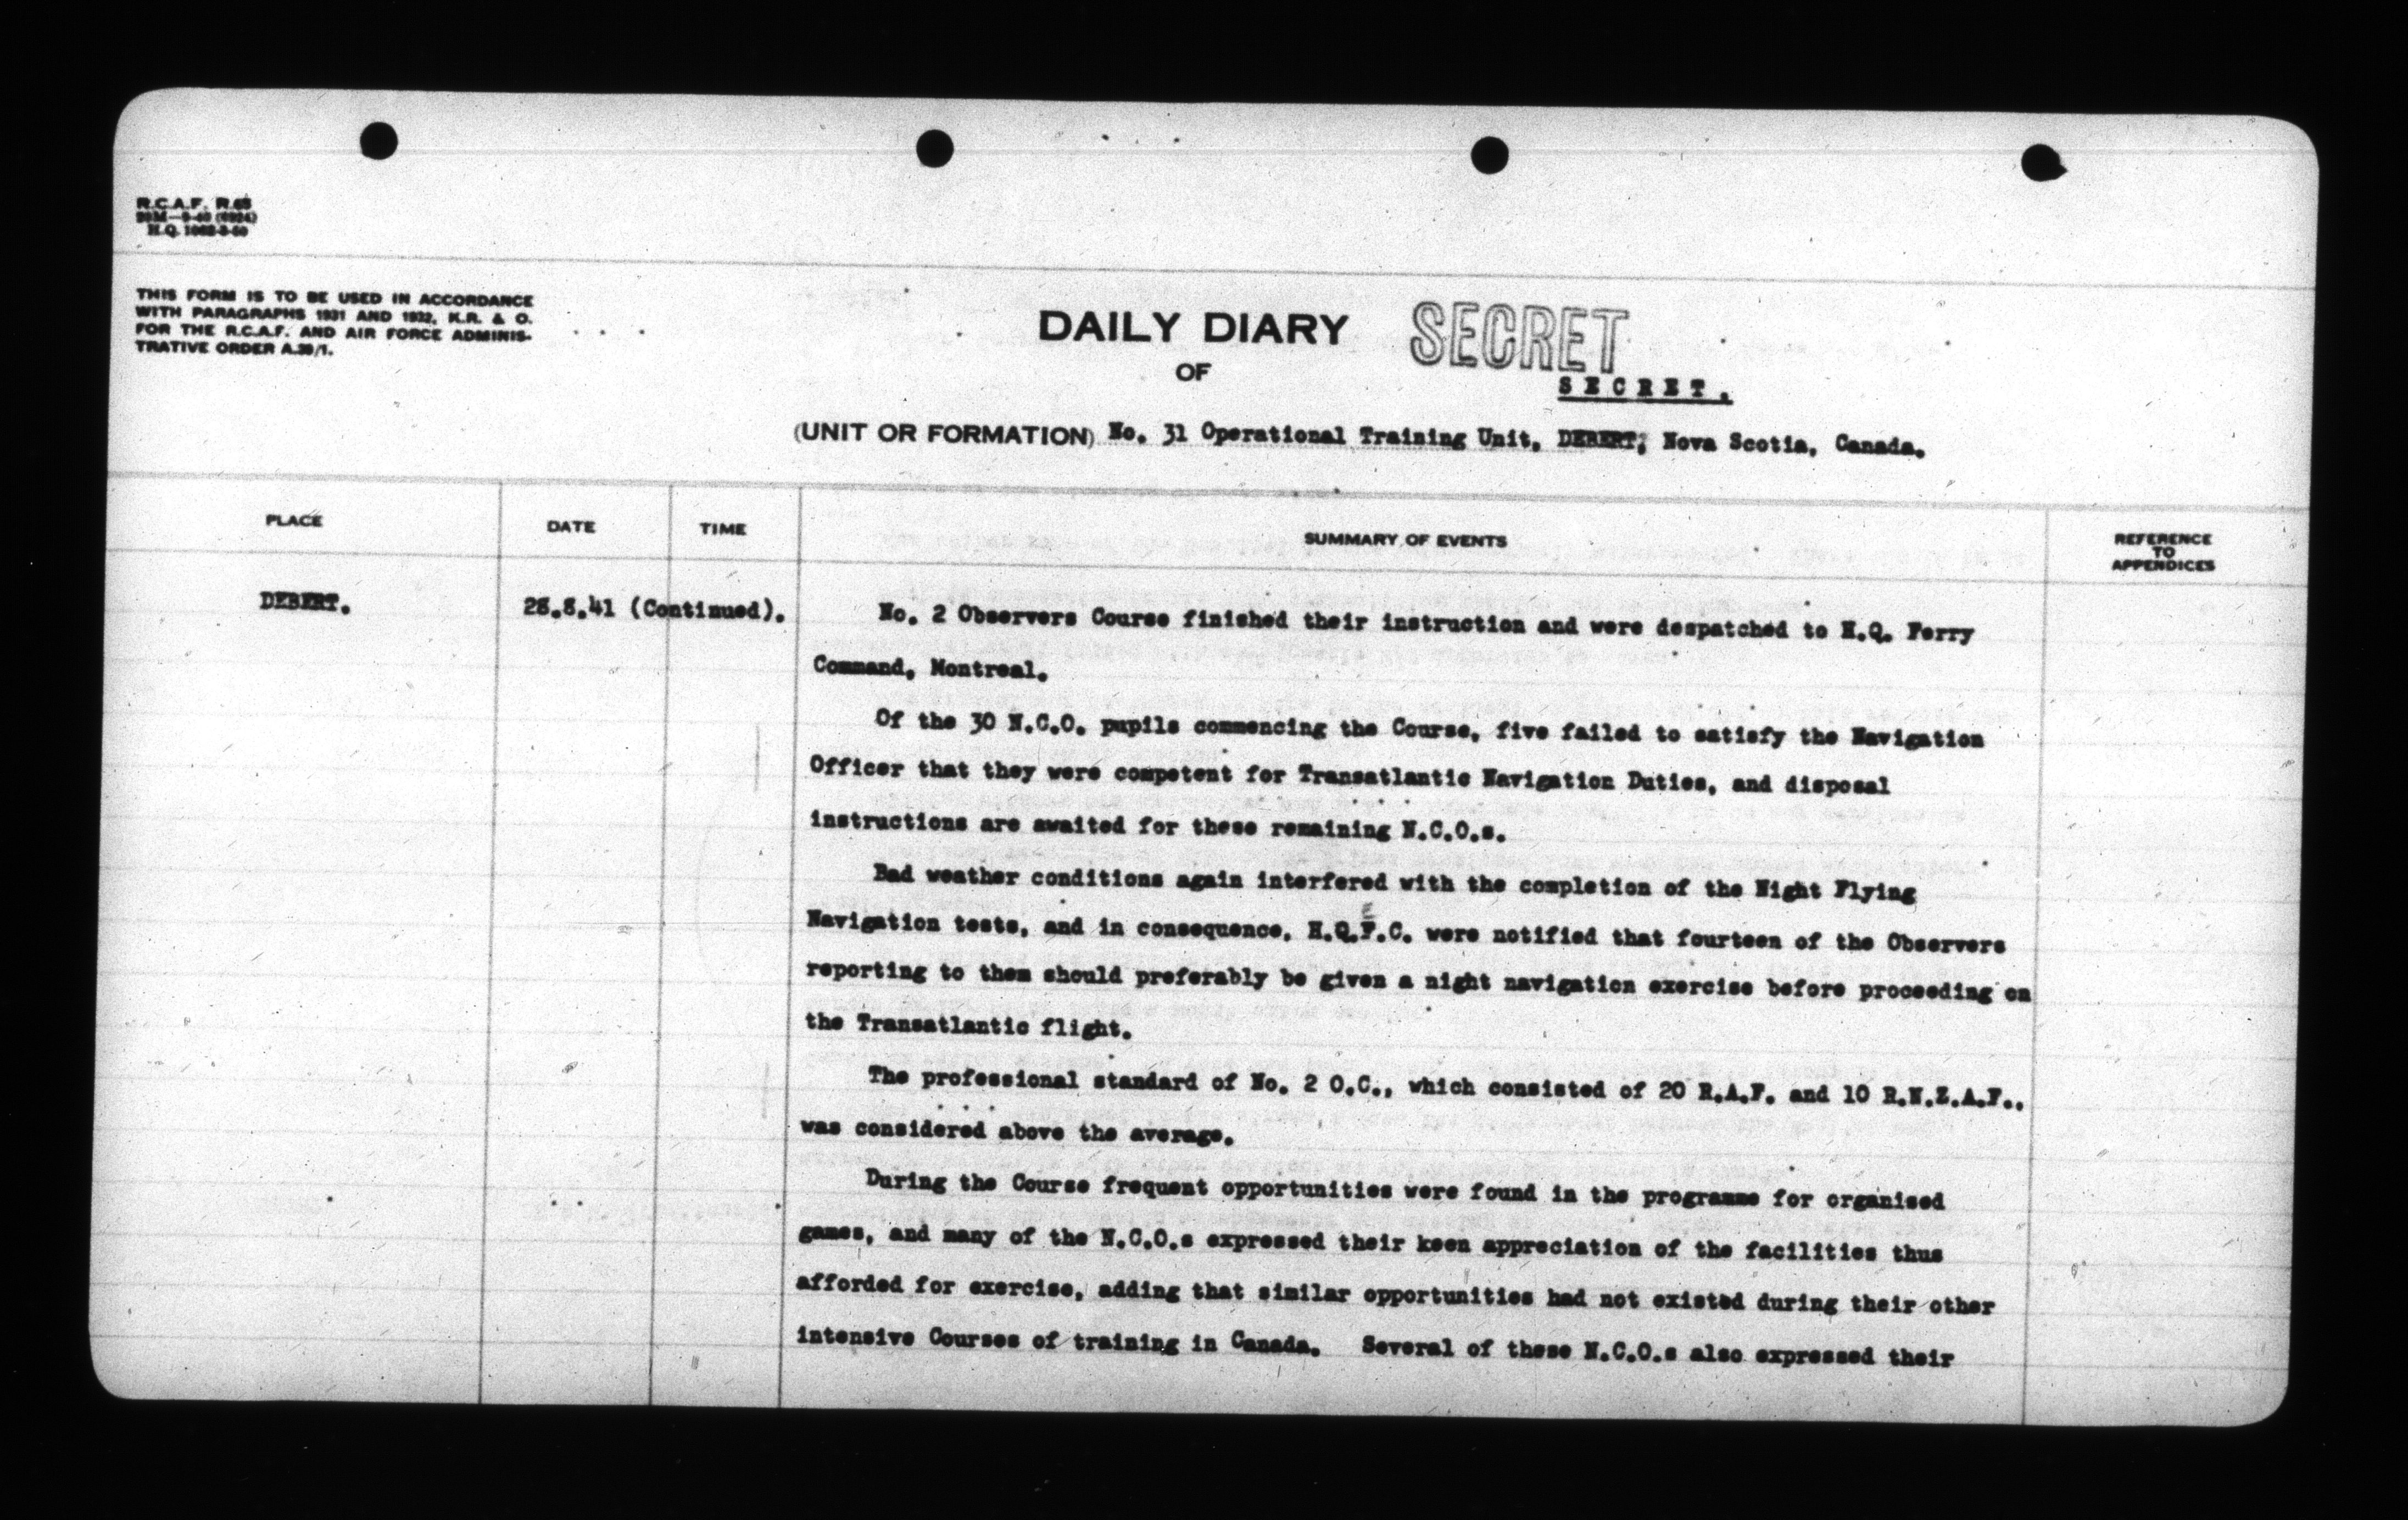 R.C.A.F. R.68
H.Q. 1062-3-50
THIS FORM IS TO BE USED IN ACCORDANCE
WITH PARAGRAPHS 1931 AND 1932, K.R. & O.
FOR THE R.C.A.F. AND AIR FORCE ADMINIS-
TRATIVE ORDER A.39/1.
DAILY DIARY SECRET
OF
SECRET.
(UNIT OR FORMATION) No. 31 Operational Training Unit, DEBERT, Nova Scotia, Canada.
PLACE DATE TIME SUMMARY OF EVENTS REFERENCE TO APPENDICES
DEBERT. 28.8.41 (Continued). No. 2 Observers Course finished their instruction and were despatched to H.Q. Ferry
Command, Montreal.
Of the 30 N.C.O. pupils commencing the Course, five failed to satisfy the Navigation
Officer that they were competent for Transatlantic Navigation Duties, and disposal
instructions are awaited for these remaining N.C.O.s.
Bad weather conditions again interfered with the completion of the Night Flying
Navigation tests, and in consequence, H.Q.F.C. were notified that fourteen of the Observers
reporting to them should preferably be given a night navigation exercise before proceeding on
the Transatlantic flight.
The professional standard of No. 2 O.C., which consisted of 20 R.A.F. and 10 R.N.Z.A.F.,
was considered above the average.
During the Course frequent opportunities were found in the programme for organised
games, and many of the N.C.O.s expressed their keen appreciation of the facilities thus
afforded for exercise, adding that similar opportunities had not existed during their other
intensive Courses of training in Canada. Several of these N.C.O.s also expressed their